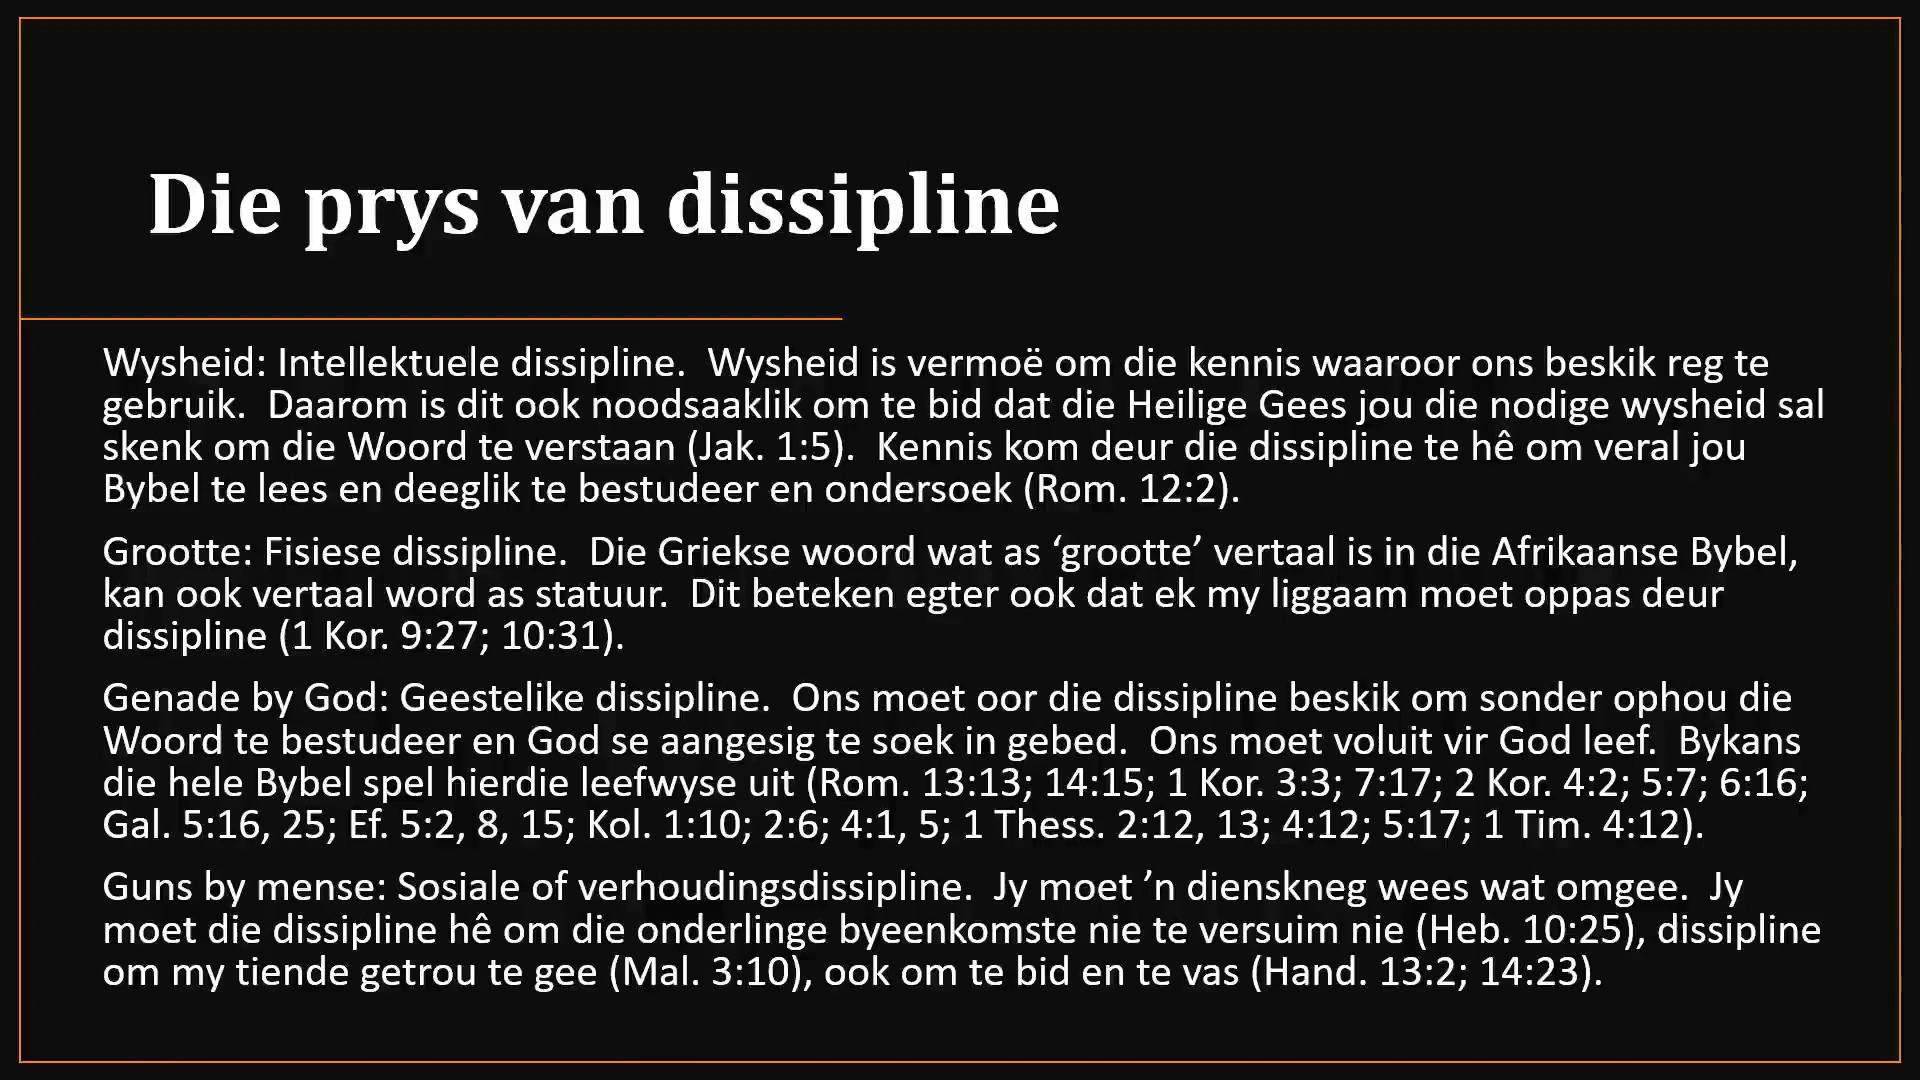 Die prys van dissipline
Wysheid: Intellektuele dissipline.  Wysheid is vermoë om die kennis waaroor ons beskik reg te
gebruik.  Daarom is dit ook noodsaaklik om te bid dat die Heilige Gees jou die nodige wysheid sal
skenk om die Woord te verstaan (Jak. 1:5).  Kennis kom deur die dissipline te hê om veral jou
Bybel te lees en deeglik te bestudeer en ondersoek (Rom. 12:2).
Grootte: Fisiese dissipline.  Die Griekse woord wat as ‘grootte’ vertaal is in die Afrikaanse Bybel,
kan ook vertaal word as statuur.  Dit beteken egter ook dat ek my liggaam moet oppas deur
dissipline (1 Kor. 9:27; 10:31).
Genade by God: Geestelike dissipline.  Ons moet oor die dissipline beskik om sonder ophou die
Woord te bestudeer en God se aangesig te soek in gebed.  Ons moet voluit vir God leef.  Bykans
die hele Bybel spel hierdie leefwyse uit (Rom. 13:13; 14:15; 1 Kor. 3:3; 7:17; 2 Kor. 4:2; 5:7; 6:16;
Gal. 5:16, 25; Ef. 5:2, 8, 15; Kol. 1:10; 2:6; 4:1, 5; 1 Thess. 2:12, 13; 4:12; 5:17; 1 Tim. 4:12).
Guns by mense: Sosiale of verhoudingsdissipline.  Jy moet ’n dienskneg wees wat omgee.  Jy
moet die dissipline hê om die onderlinge byeenkomste nie te versuim nie (Heb. 10:25), dissipline
om my tiende getrou te gee (Mal. 3:10), ook om te bid en te vas (Hand. 13:2; 14:23).